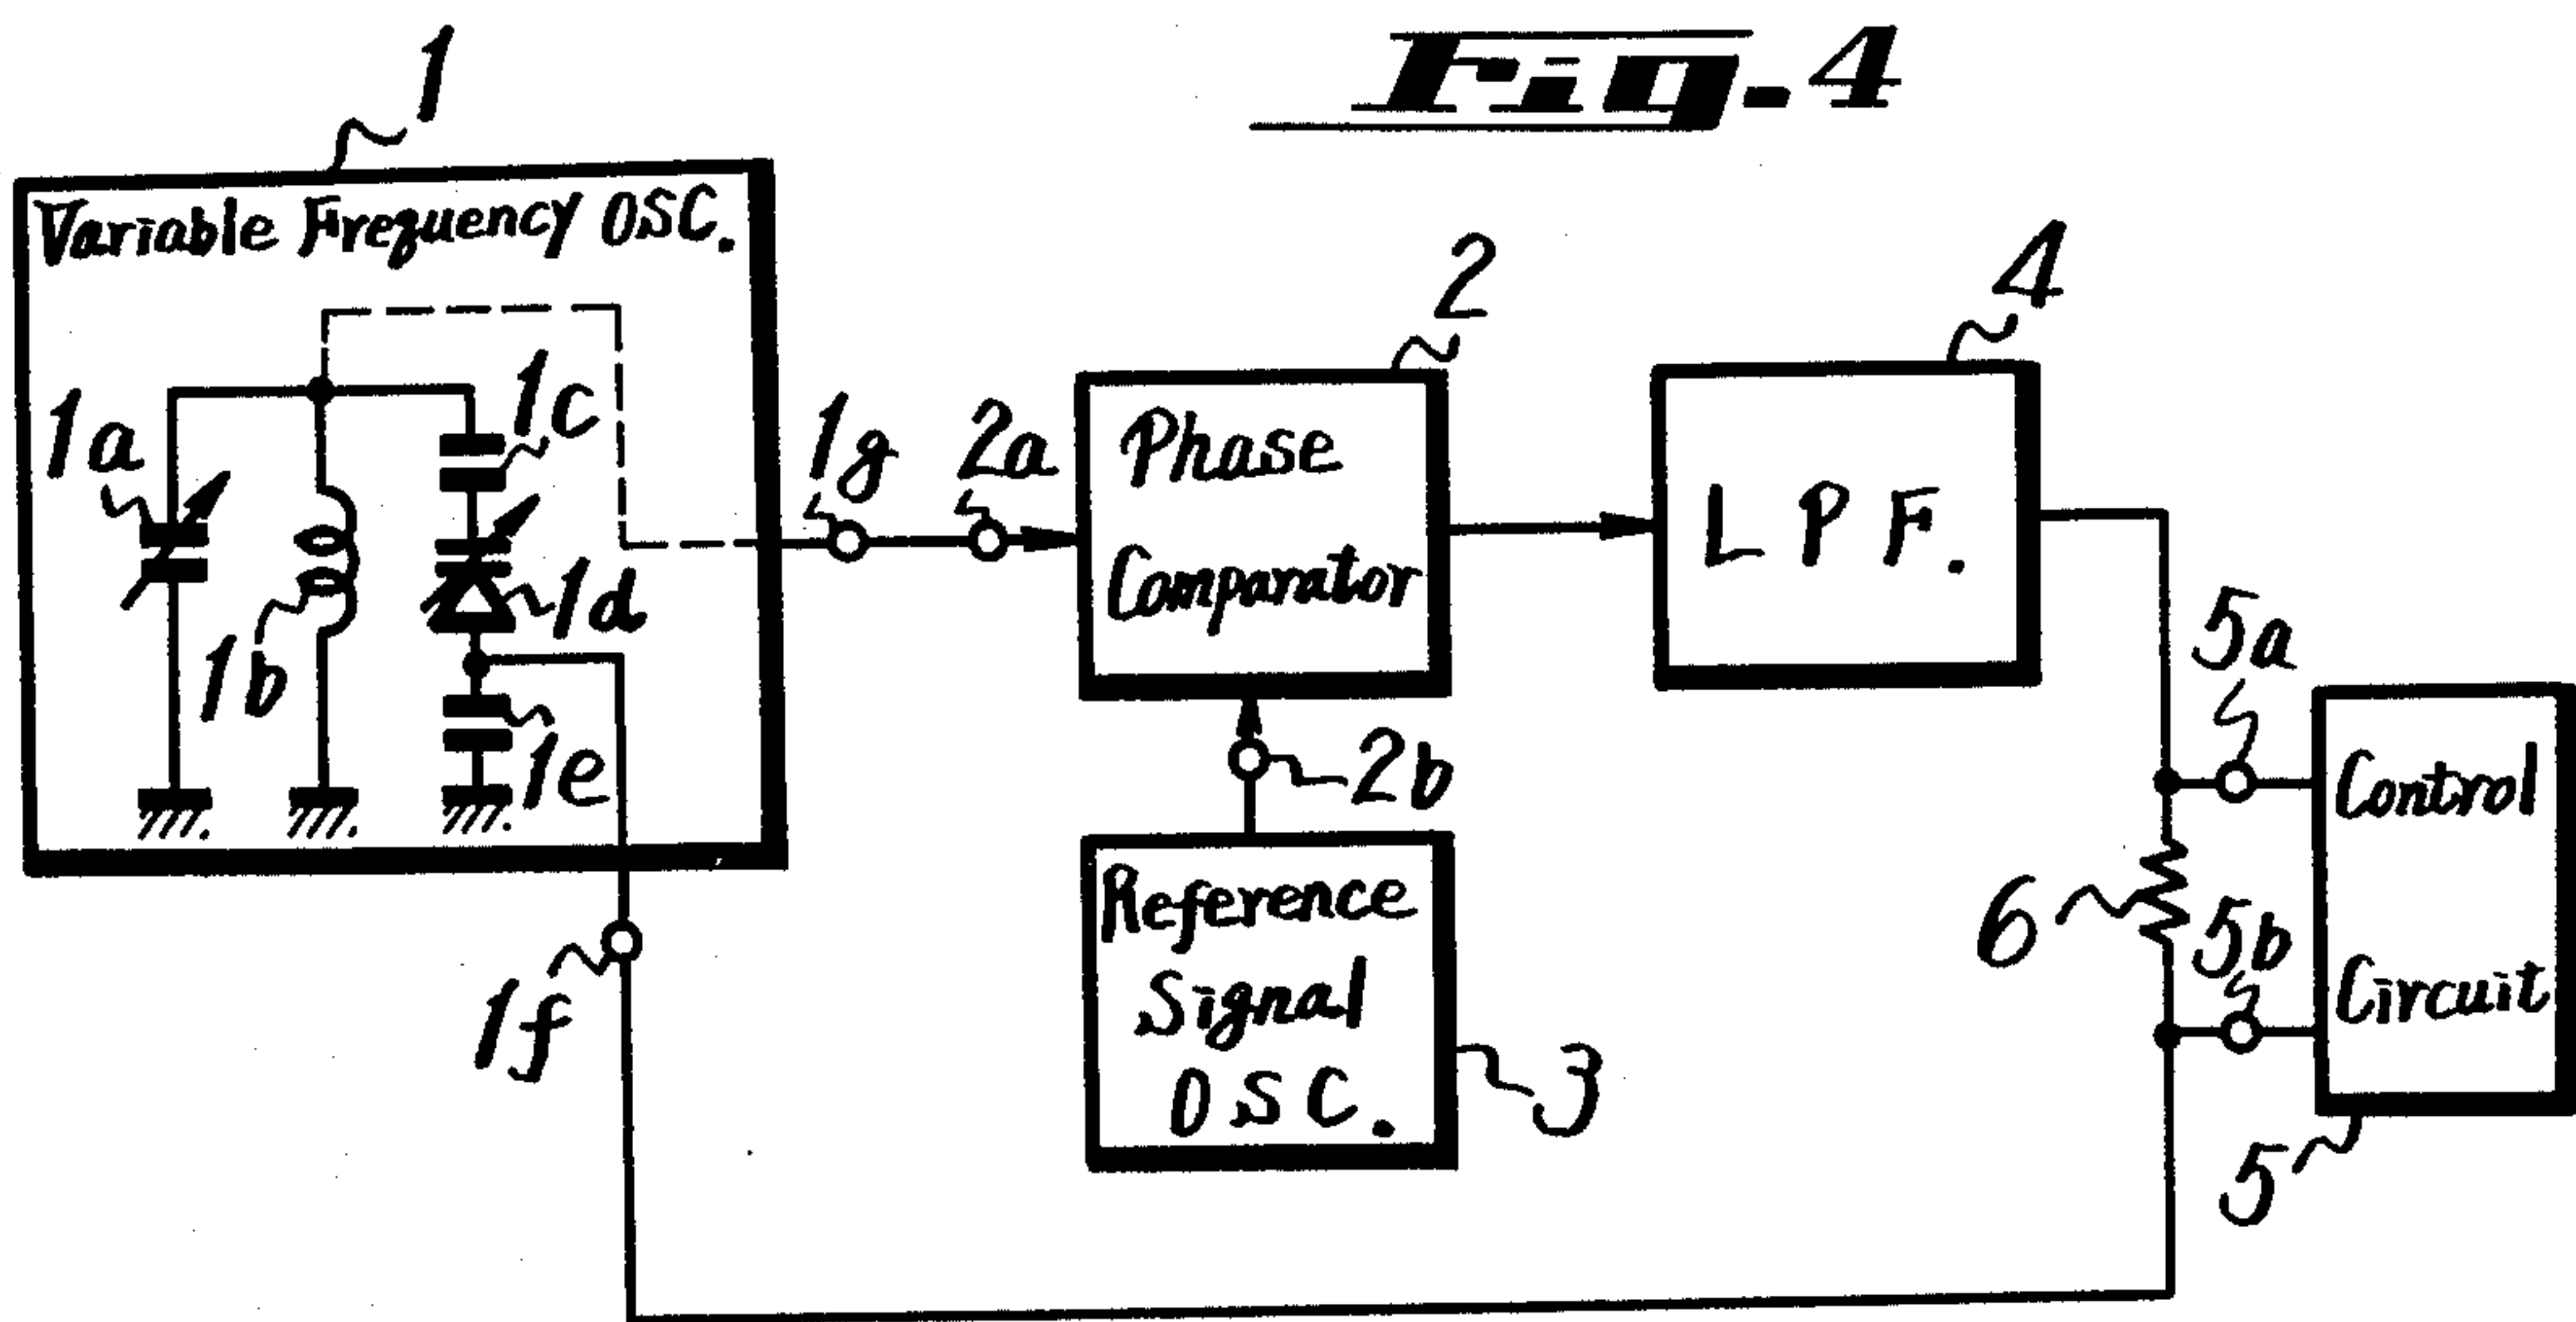 Fig. 4
1
Variable Frequency OSC.
1a
1b
1c
1d
1e
1f
1g
2a
2
Phase
Comparator
2b
Reference
Signal
OSC.
3
4
LPF.
5a
6
5b
Control
Circuit
5